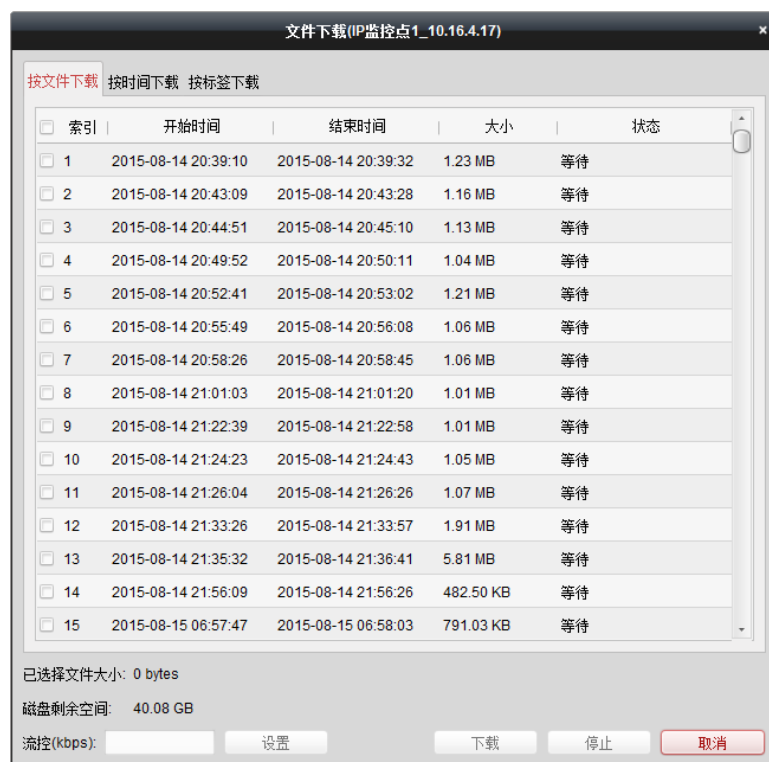 文件下载(IP监控点1_10.16.4.17) ×
按文件下载 按时间下载 按标签下载
索引 开始时间 结束时间 大小 状态
1 2015-08-14 20:39:10 2015-08-14 20:39:32 1.23 MB 等待
2 2015-08-14 20:43:09 2015-08-14 20:43:28 1.16 MB 等待
3 2015-08-14 20:44:51 2015-08-14 20:45:10 1.13 MB 等待
4 2015-08-14 20:49:52 2015-08-14 20:50:11 1.04 MB 等待
5 2015-08-14 20:52:41 2015-08-14 20:53:02 1.21 MB 等待
6 2015-08-14 20:55:49 2015-08-14 20:56:08 1.06 MB 等待
7 2015-08-14 20:58:26 2015-08-14 20:58:45 1.06 MB 等待
8 2015-08-14 21:01:03 2015-08-14 21:01:20 1.01 MB 等待
9 2015-08-14 21:22:39 2015-08-14 21:22:58 1.01 MB 等待
10 2015-08-14 21:24:23 2015-08-14 21:24:43 1.05 MB 等待
11 2015-08-14 21:26:04 2015-08-14 21:26:26 1.07 MB 等待
12 2015-08-14 21:33:26 2015-08-14 21:33:57 1.91 MB 等待
13 2015-08-14 21:35:32 2015-08-14 21:36:41 5.81 MB 等待
14 2015-08-14 21:56:09 2015-08-14 21:56:26 482.50 KB 等待
15 2015-08-15 06:57:47 2015-08-15 06:58:03 791.03 KB 等待
已选择文件大小: 0 bytes
磁盘剩余空间: 40.08 GB
流控(kbps): 设置 下载 停止 取消